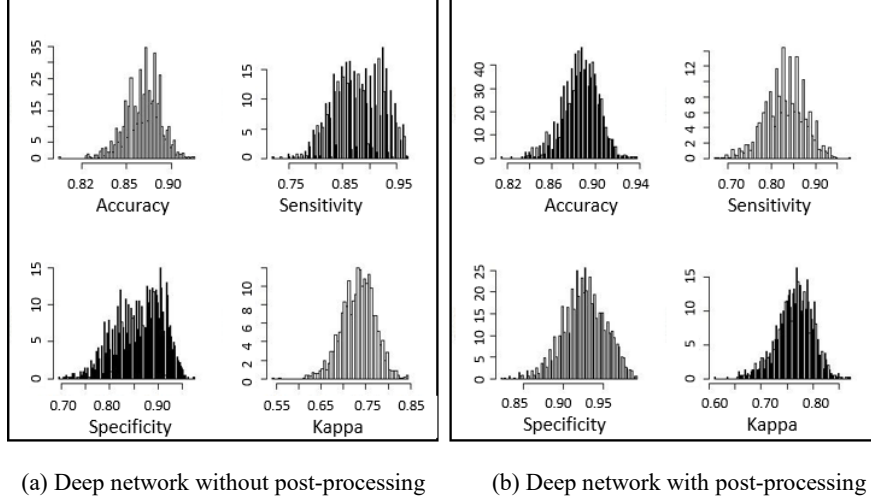 35
25
15
5
0
0.82 0.85 0.90
Accuracy
15
10
5
0
0.75 0.85 0.95
Sensitivity
15
10
5
0
0.70 0.80 0.90
Specificity
12
10
8
6
4
2
0
0.55 0.65 0.75 0.85
Kappa
40
30
20
10
0
0.82 0.86 0.90 0.94
Accuracy
12
8
6
4
2
0
0.70 0.80 0.90
Sensitivity
25
20
15
10
5
0
0.85 0.90 0.95
Specificity
15
10
5
0
0.60 0.70 0.80
Kappa
(a) Deep network without post-processing
(b) Deep network with post-processing